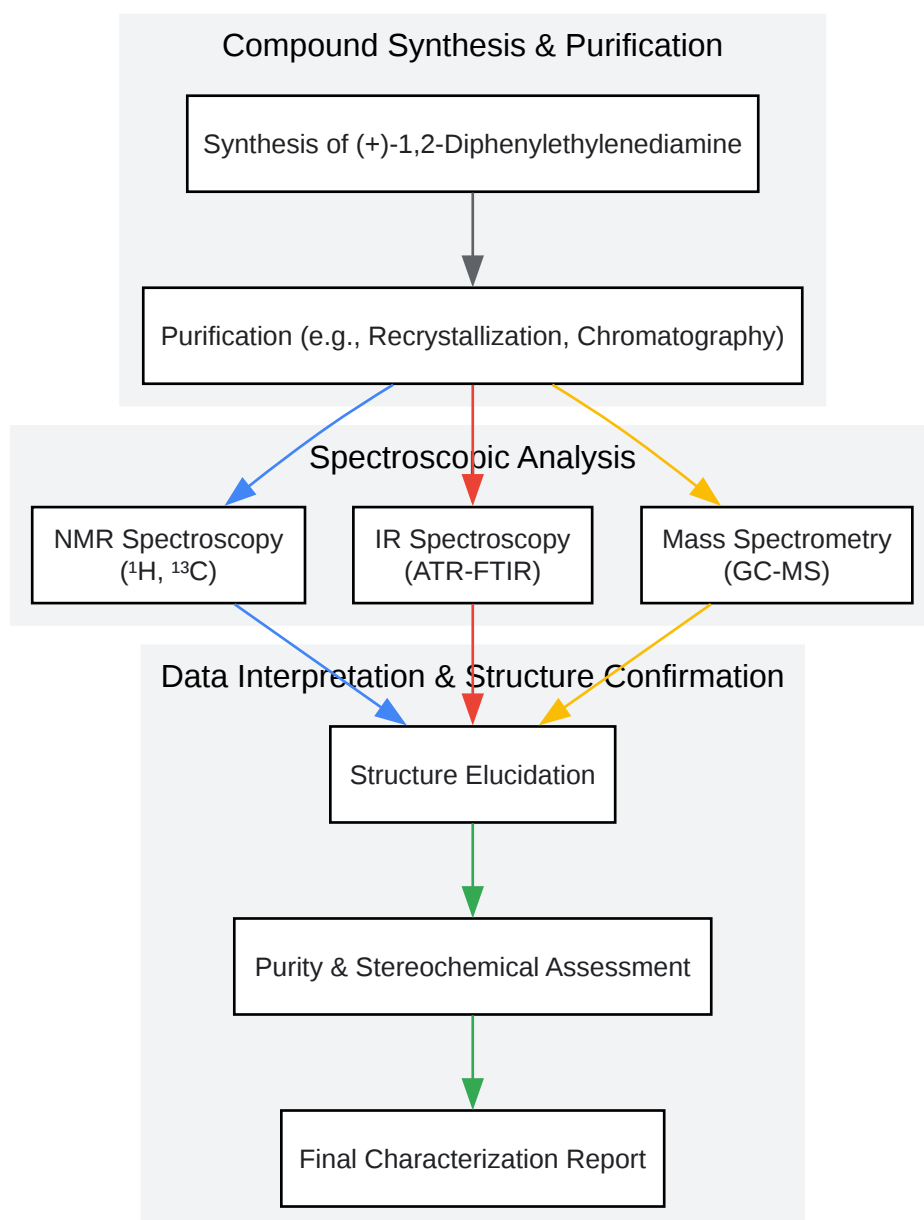 Compound Synthesis & Purification
Synthesis of (+)-1,2-Diphenylethylenediamine
Purification (e.g., Recrystallization, Chromatography)
Spectroscopic Analysis
NMR Spectroscopy
(¹H, ¹³C)
IR Spectroscopy
(ATR-FTIR)
Mass Spectrometry
(GC-MS)
Data Interpretation & Structure Confirmation
Structure Elucidation
Purity & Stereochemical Assessment
Final Characterization Report